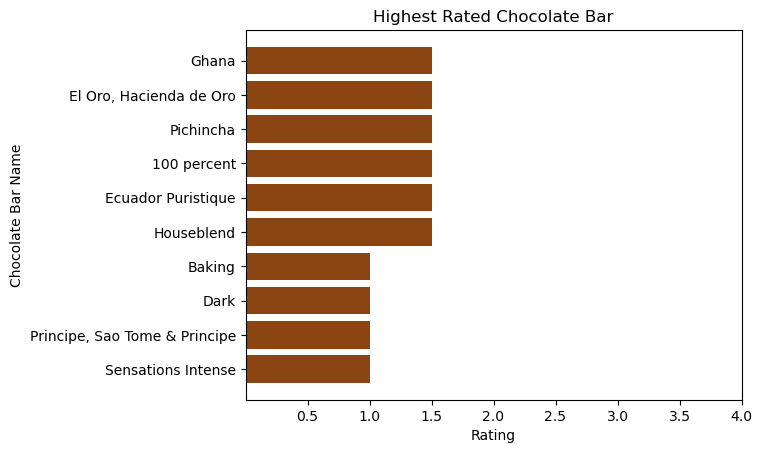 Highest Rated Chocolate Bar
Chocolate Bar Name
Ghana
El Oro, Hacienda de Oro
Pichincha
100 percent
Ecuador Puristique
Houseblend
Baking
Dark
Principe, Sao Tome & Principe
Sensations Intense
0.5 1.0 1.5 2.0 2.5 3.0 3.5 4.0
Rating